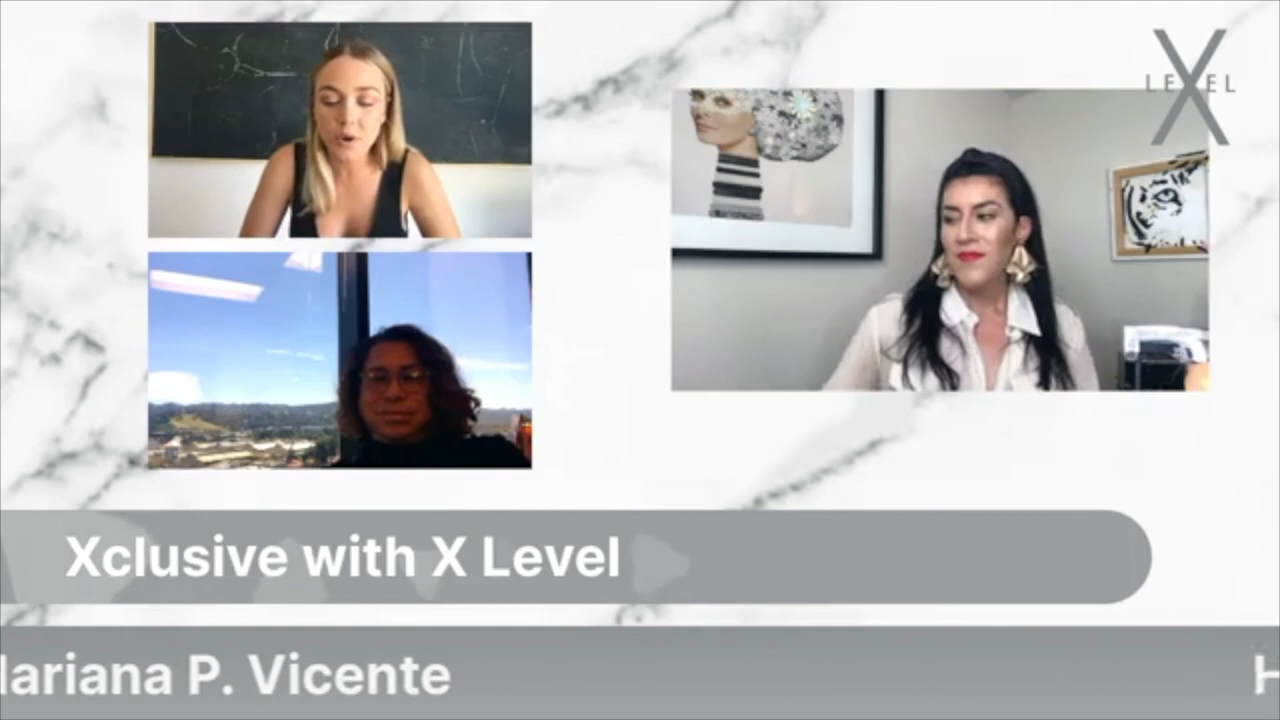 X
LEVEL
Xclusive with X Level
ariana P. Vicente
H